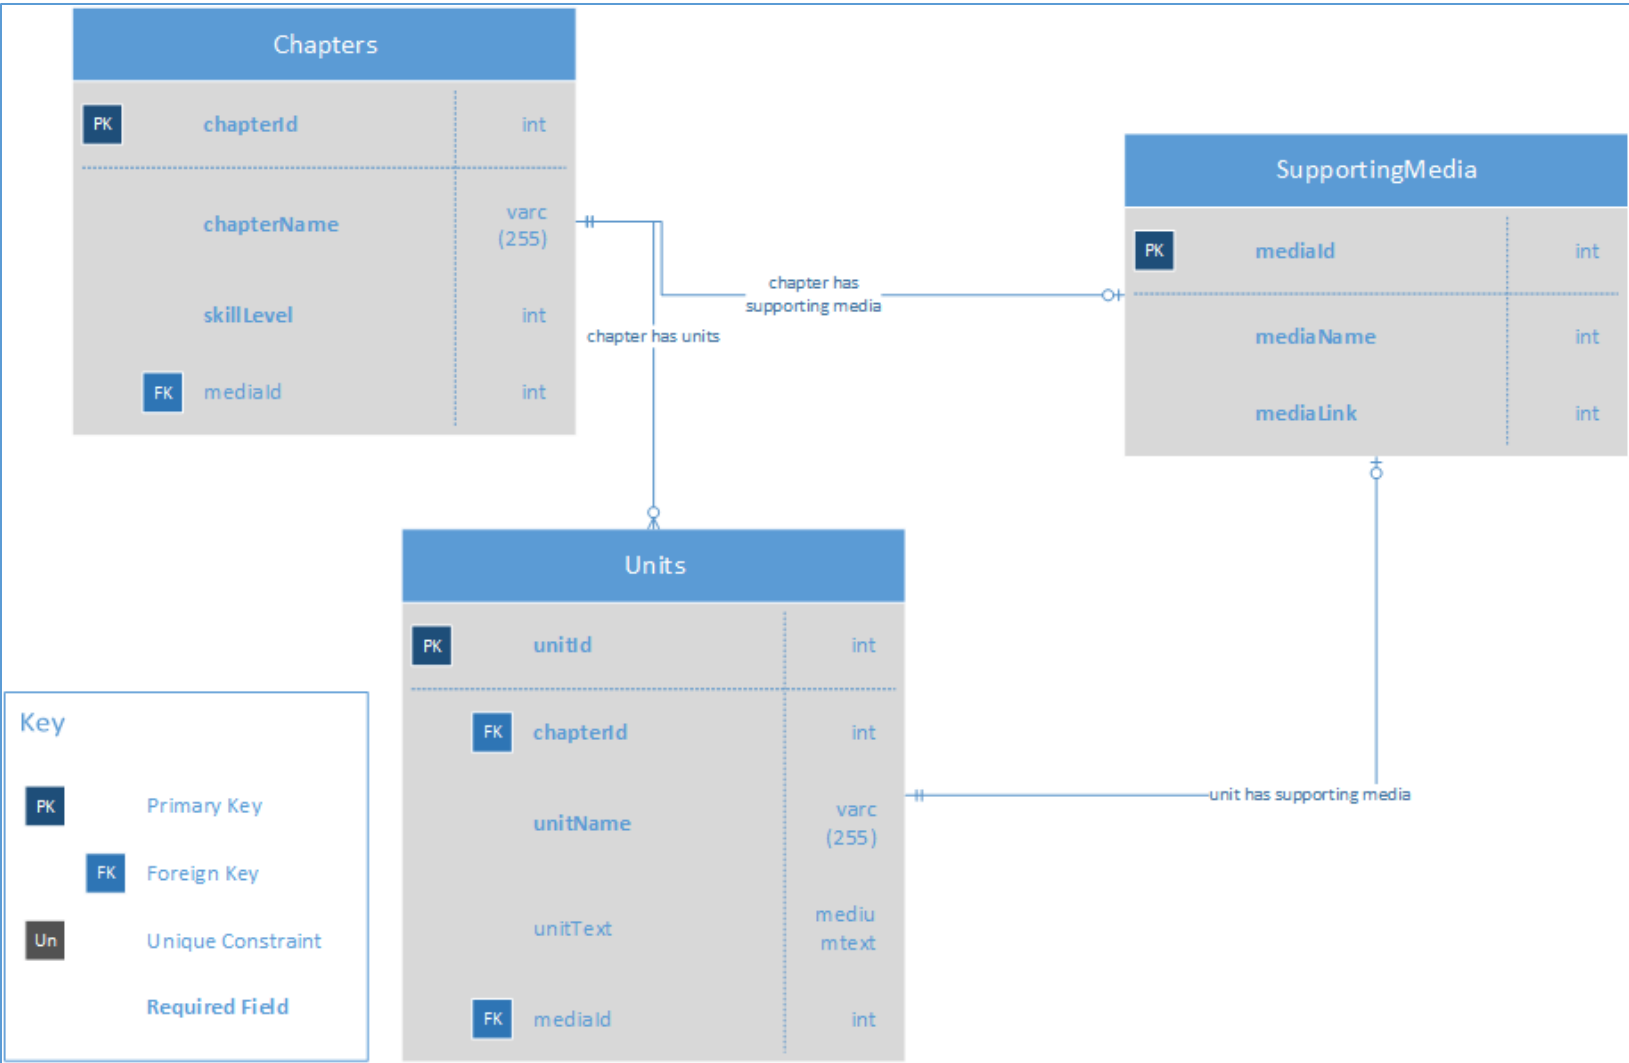 Chapters
PK chapterId int
chapterName varc
(255)
skillLevel int
FK mediaId int
SupportingMedia
PK mediaId int
mediaName int
mediaLink int
chapter has
supporting media
chapter has units
Units
PK unitId int
FK chapterId int
unitName varc
(255)
unitText mediu
mtext
FK mediaId int
unit has supporting media
Key
PK Primary Key
FK Foreign Key
Un Unique Constraint
Required Field